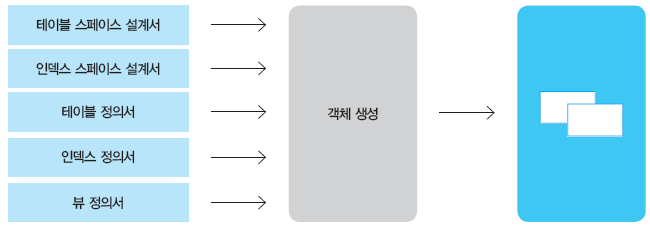 테이블 스페이스 설계서
인덱스 스페이스 설계서
테이블 정의서
인덱스 정의서
뷰 정의서
객체 생성